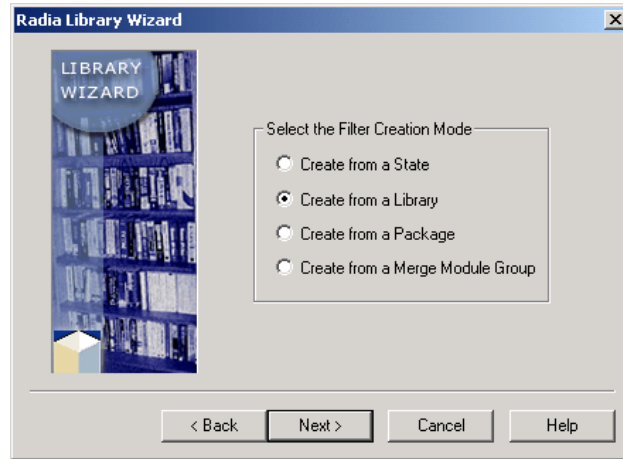 Radia Library Wizard
LIBRARY
WIZARD
Select the Filter Creation Mode
Create from a State
Create from a Library
Create from a Package
Create from a Merge Module Group
< Back
Next >
Cancel
Help